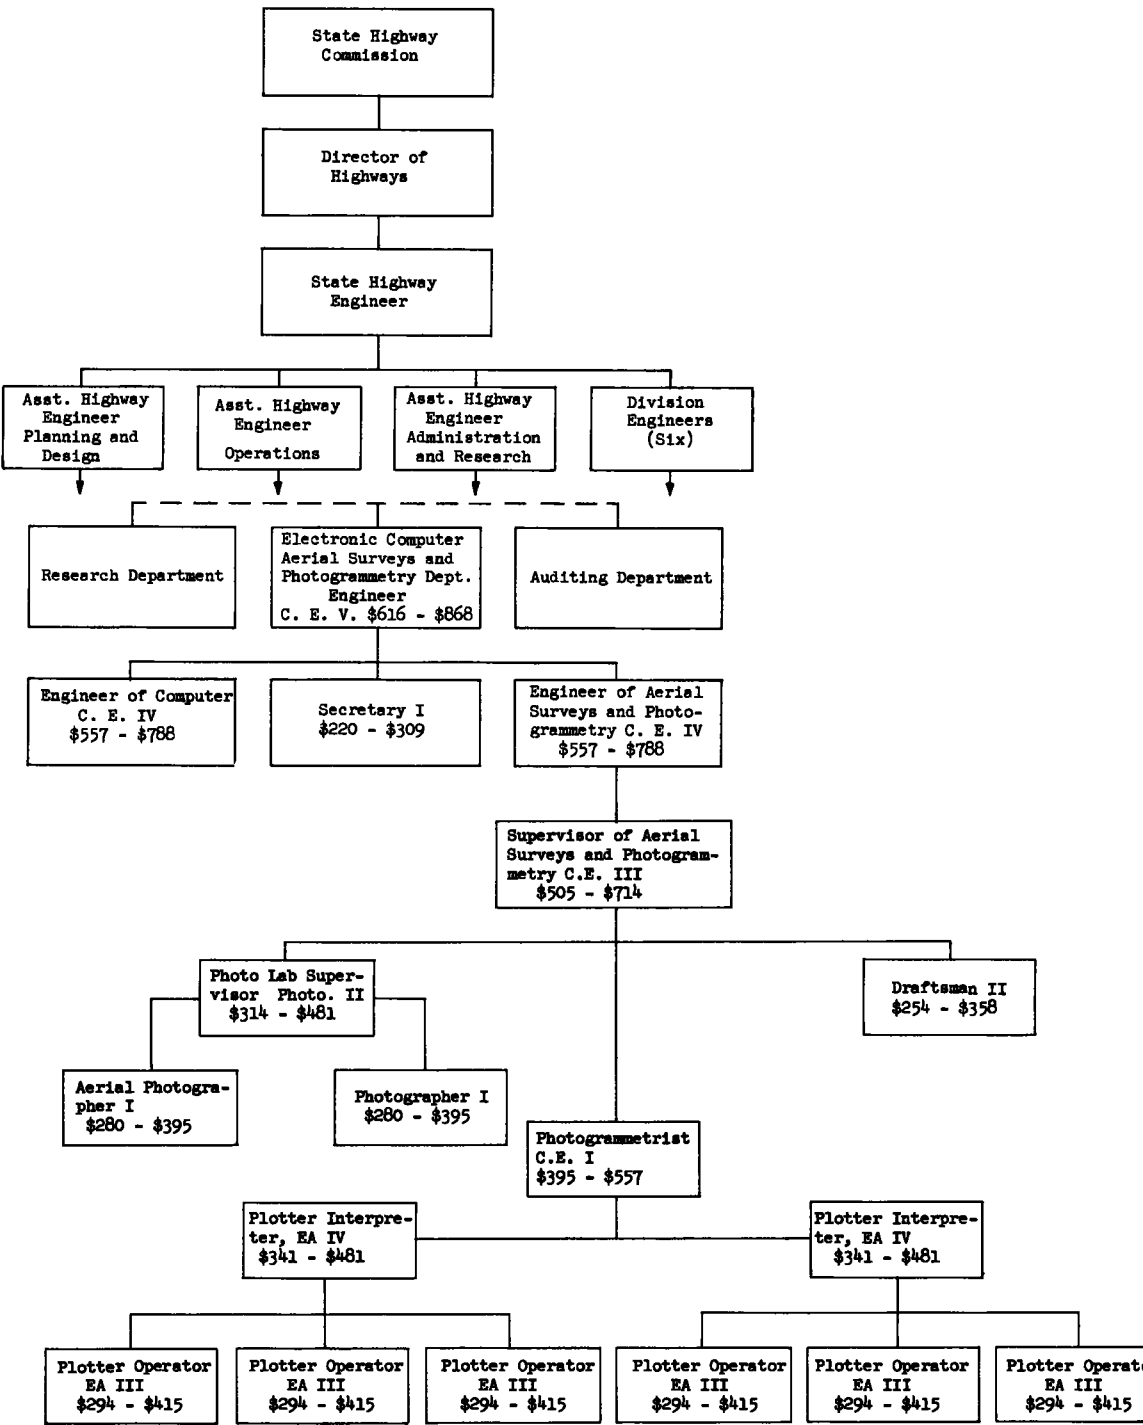 State Highway
Commission
Director of
Highways
State Highway
Engineer
Asst. Highway
Engineer
Planning and
Design
Asst. Highway
Engineer
Operations
Asst. Highway
Engineer
Administration
and Research
Division
Engineers
(Six)
Research Department
Electronic Computer
Aerial Surveys and
Photogrammetry Dept.
Engineer
C. E. V. $616 - $868
Auditing Department
Engineer of Computer
C. E. IV
$557 - $788
Secretary I
$220 - $309
Engineer of Aerial
Surveys and Photo-
grammetry C. E. IV
$557 - $788
Supervisor of Aerial
Surveys and Photogram-
metry C.E. III
$505 - $714
Photo Lab Super-
visor Photo. II
$314 - $481
Draftsman II
$254 - $358
Aerial Photogra-
pher I
$280 - $395
Photographer I
$280 - $395
Photogrammetrist
C.E. I
$395 - $557
Plotter Interpre-
ter, EA IV
$341 - $481
Plotter Interpre-
ter, EA IV
$341 - $481
Plotter Operator
EA III
$294 - $415
Plotter Operator
EA III
$294 - $415
Plotter Operator
EA III
$294 - $415
Plotter Operator
EA III
$294 - $415
Plotter Operator
EA III
$294 - $415
Plotter Operato
EA III
$294 - $415